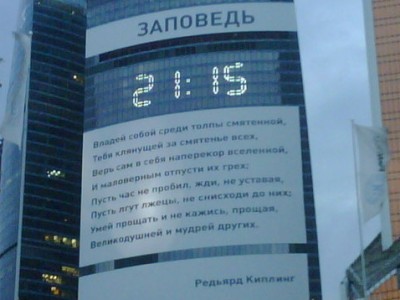 ЗАПОВЕДЬ
21:15
Владей собой среди толпы смятенной,
Тебя клянущей за смятенье всех,
Верь сам в себя наперекор вселенной,
И маловерным отпусти их грех;
Пусть час не пробил, жди, не уставая,
Пусть лгут лжецы, не снисходи до них;
Умей прощать и не кажись, прощая,
Великодушней и мудрей других.
Редьярд Киплинг